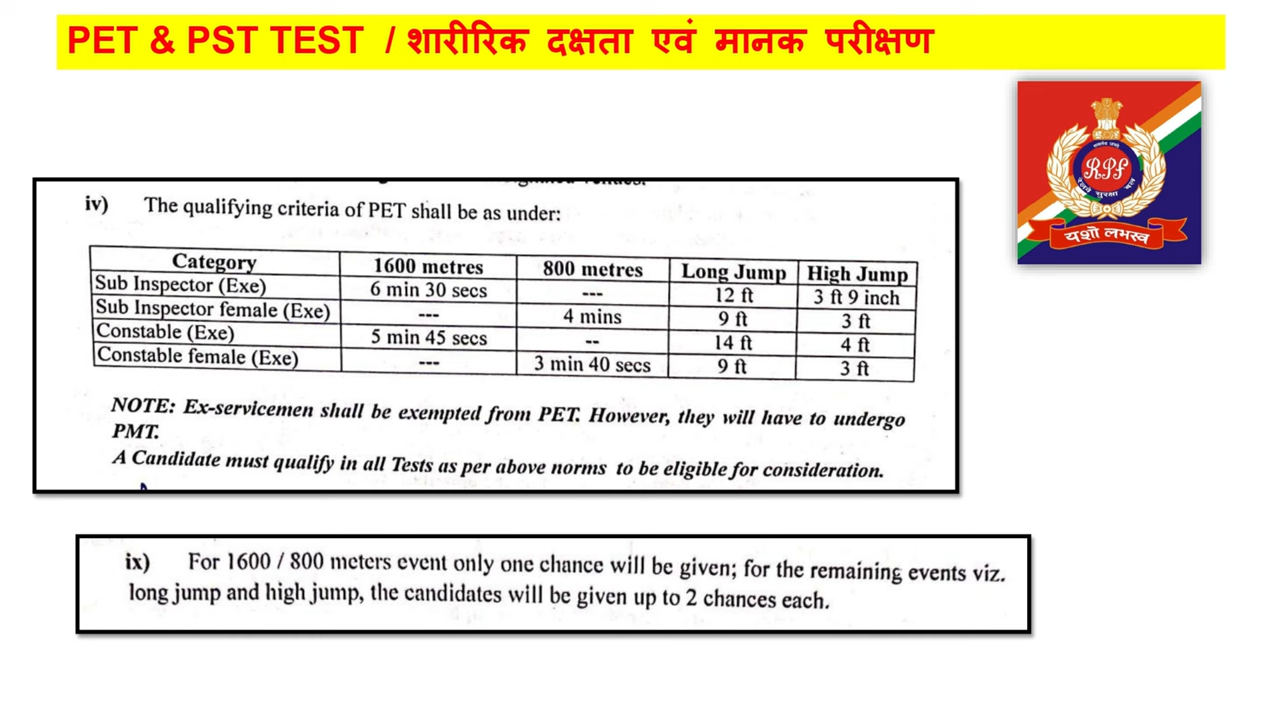 PET & PST TEST / शारीरिक दक्षता एवं मानक परीक्षण
RPF
रेलवे सुरक्षा बल
यशो लभस्व
iv) The qualifying criteria of PET shall be as under:
Category 1600 metres 800 metres Long Jump High Jump
Sub Inspector (Exe) 6 min 30 secs --- 12 ft 3 ft 9 inch
Sub Inspector female (Exe) --- 4 mins 9 ft 3 ft
Constable (Exe) 5 min 45 secs -- 14 ft 4 ft
Constable female (Exe) --- 3 min 40 secs 9 ft 3 ft
NOTE: Ex-servicemen shall be exempted from PET. However, they will have to undergo
PMT.
A Candidate must qualify in all Tests as per above norms to be eligible for consideration.
ix) For 1600 / 800 meters event only one chance will be given; for the remaining events viz.
long jump and high jump, the candidates will be given up to 2 chances each.